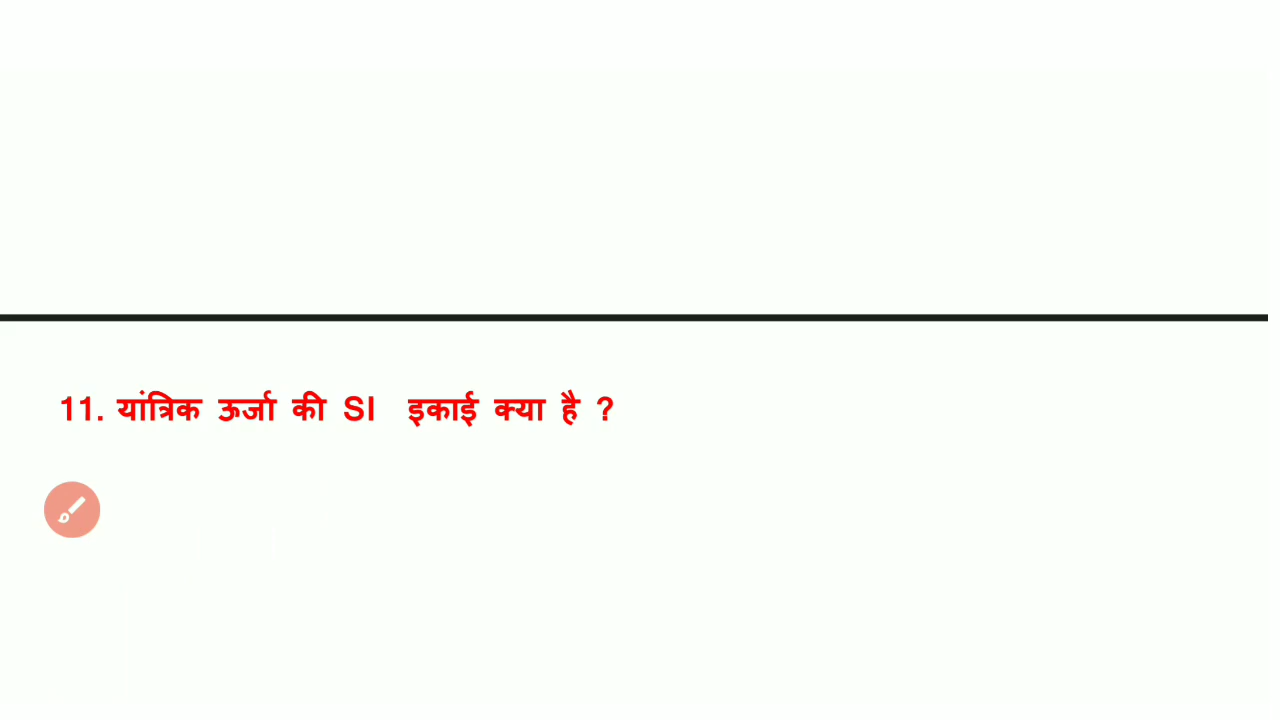 11. यांत्रिक ऊर्जा की SI इकाई क्या है ?